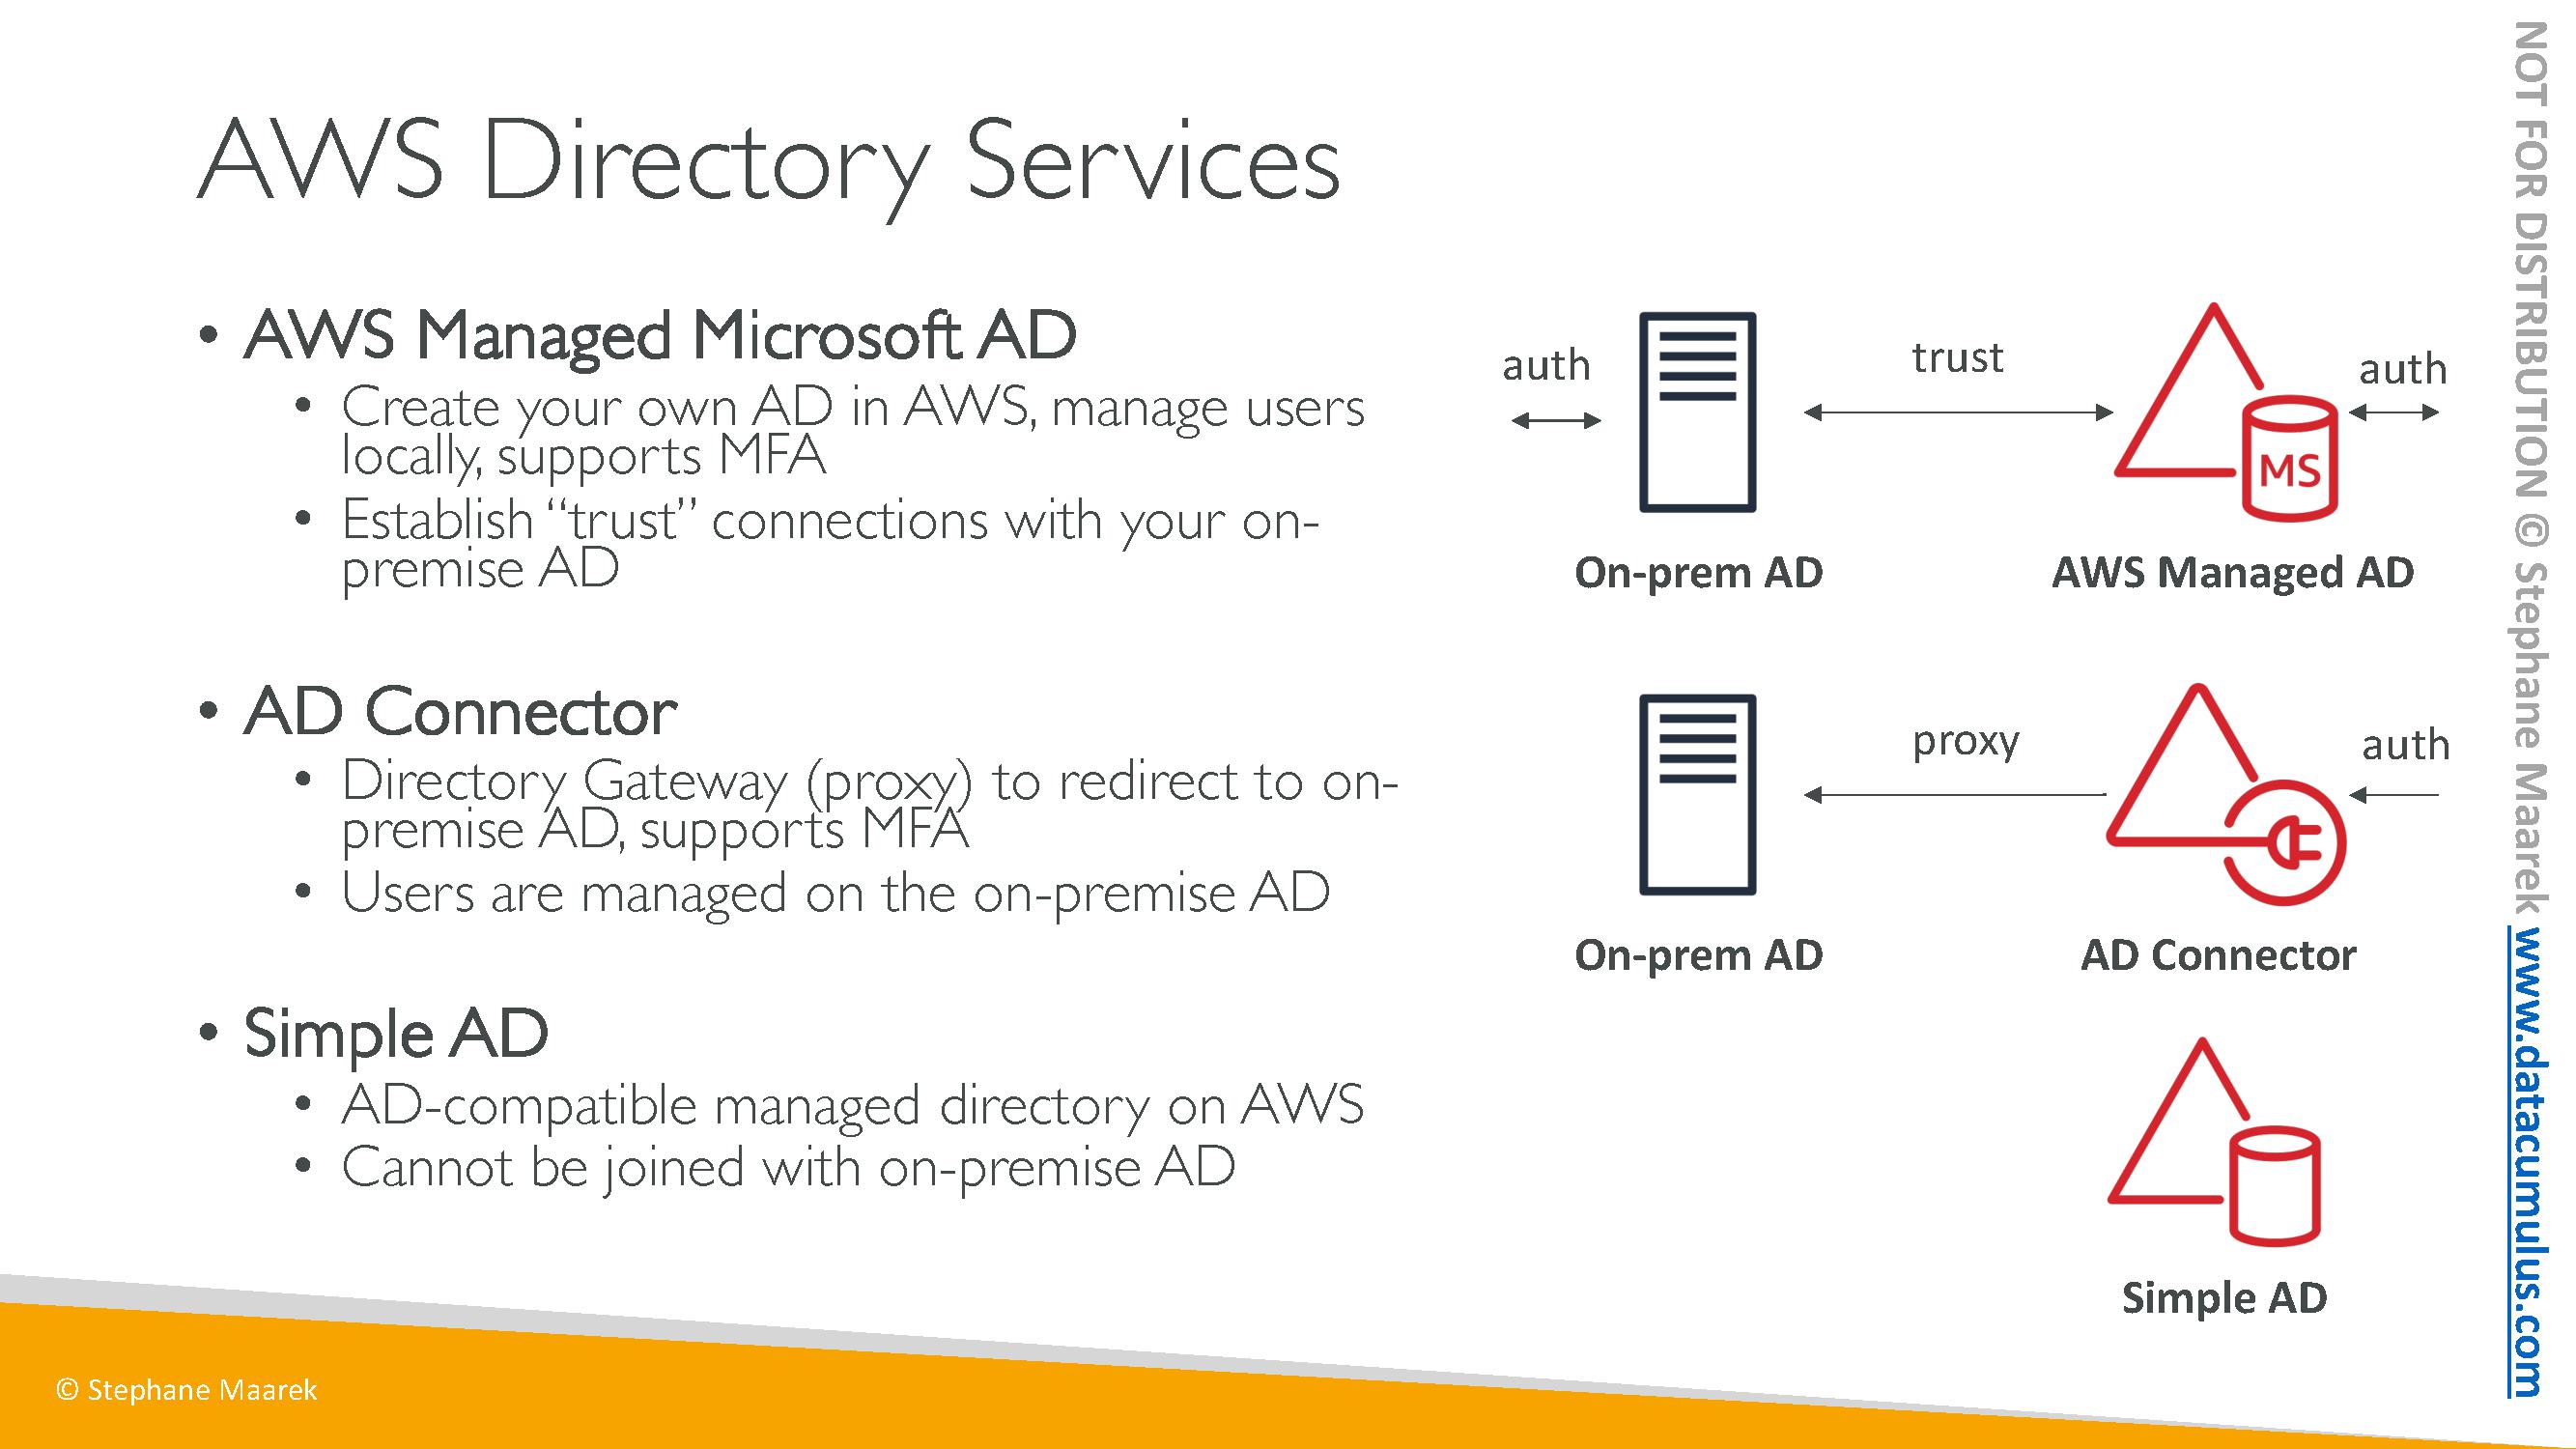 AWS Directory Services
• AWS Managed Microsoft AD
• Create your own AD in AWS, manage users
locally, supports MFA
• Establish “trust” connections with your on-
premise AD
• AD Connector
• Directory Gateway (proxy) to redirect to on-
premise AD, supports MFA
• Users are managed on the on-premise AD
• Simple AD
• AD-compatible managed directory on AWS
• Cannot be joined with on-premise AD
auth
trust
auth
MS
On-prem AD
AWS Managed AD
proxy
auth
On-prem AD
AD Connector
Simple AD
© Stephane Maarek
NOT FOR DISTRIBUTION © Stephane Maarek www.datacumulus.com